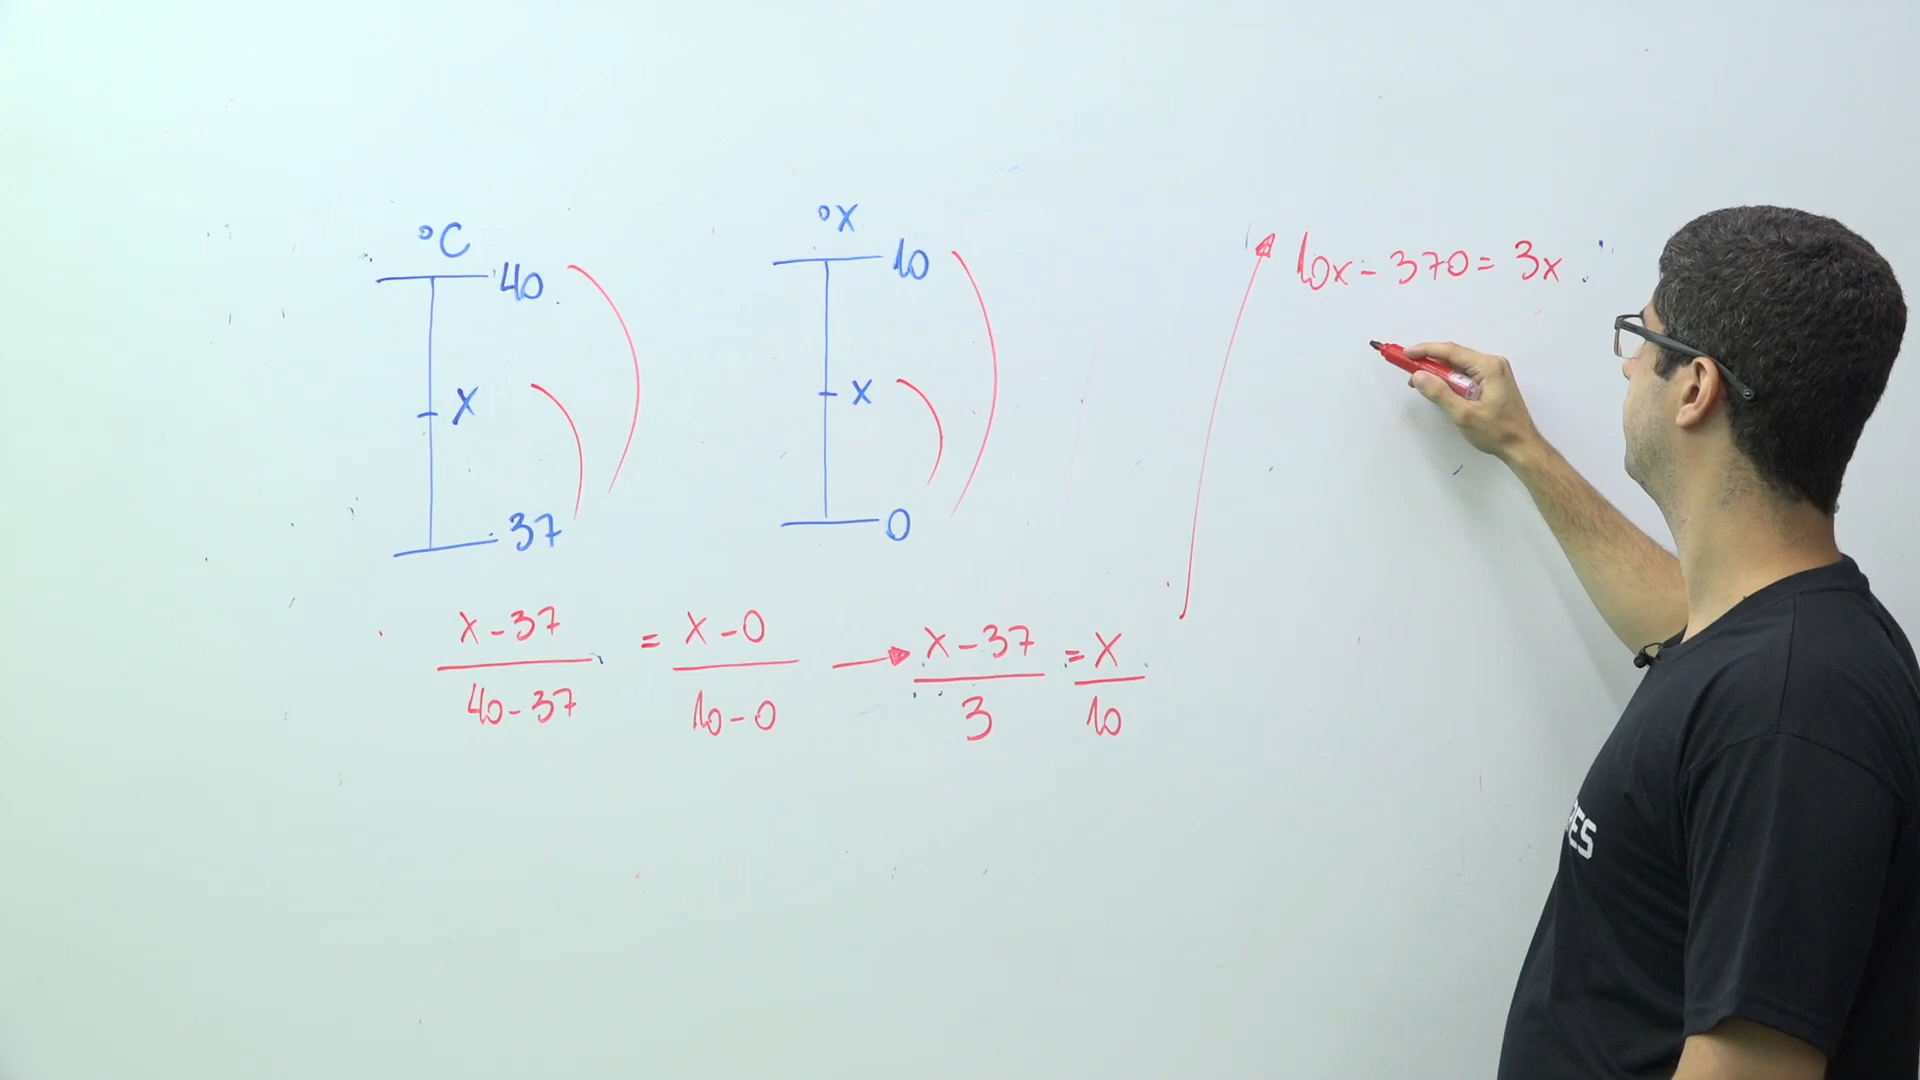 °C
40
X
37
°X
10
X
0
X-37 = X-0 → X-37 = X
40-37 10-0 3 10
10x-370=3x